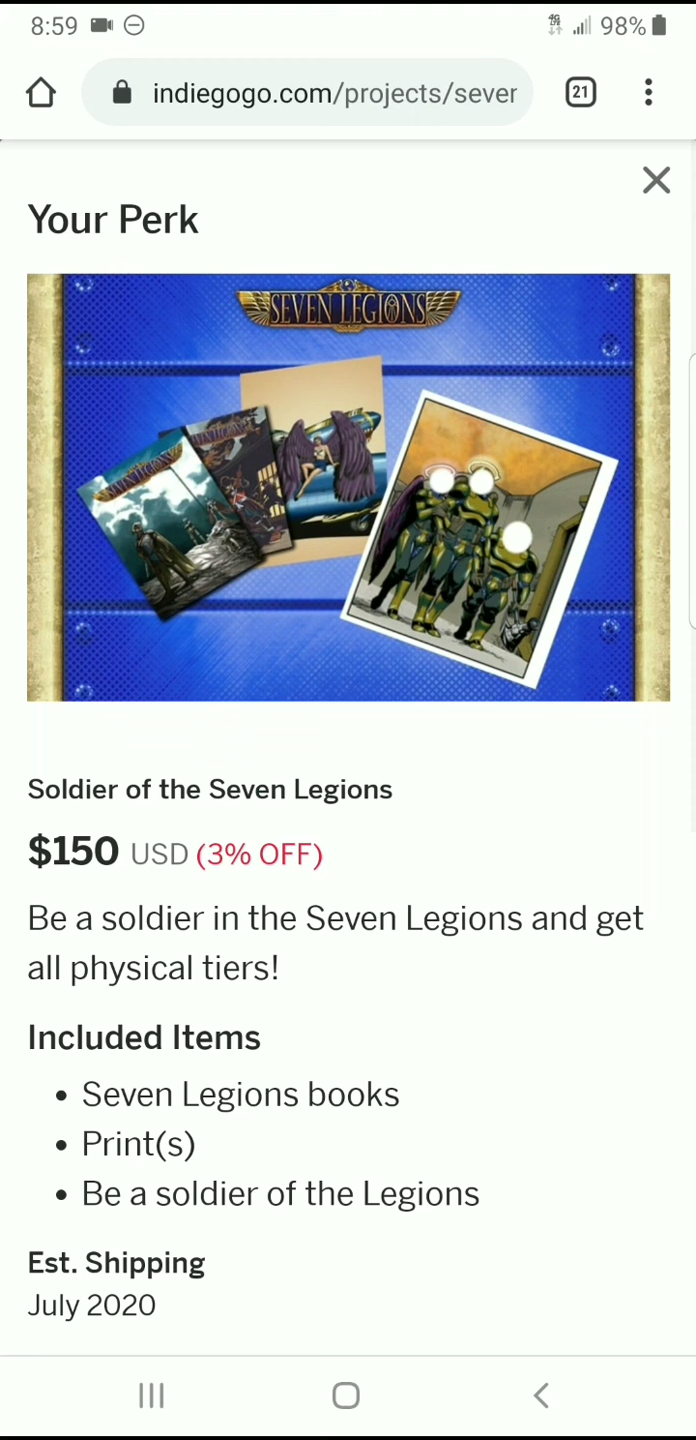 8:59
98%
indiegogo.com/projects/sever
21
Your Perk
SEVEN LEGIONS
SEVEN LEGIONS
Soldier of the Seven Legions
$150 USD (3% OFF)
Be a soldier in the Seven Legions and get
all physical tiers!
Included Items
• Seven Legions books
• Print(s)
• Be a soldier of the Legions
Est. Shipping
July 2020